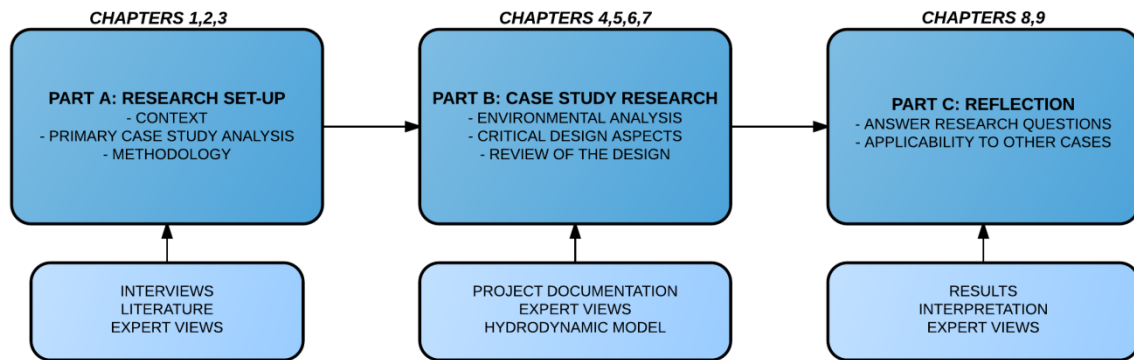 CHAPTERS 1,2,3
PART A: RESEARCH SET-UP
- CONTEXT
- PRIMARY CASE STUDY ANALYSIS
- METHODOLOGY
INTERVIEWS
LITERATURE
EXPERT VIEWS
CHAPTERS 4,5,6,7
PART B: CASE STUDY RESEARCH
- ENVIRONMENTAL ANALYSIS
- CRITICAL DESIGN ASPECTS
- REVIEW OF THE DESIGN
PROJECT DOCUMENTATION
EXPERT VIEWS
HYDRODYNAMIC MODEL
CHAPTERS 8,9
PART C: REFLECTION
- ANSWER RESEARCH QUESTIONS
- APPLICABILITY TO OTHER CASES
RESULTS
INTERPRETATION
EXPERT VIEWS